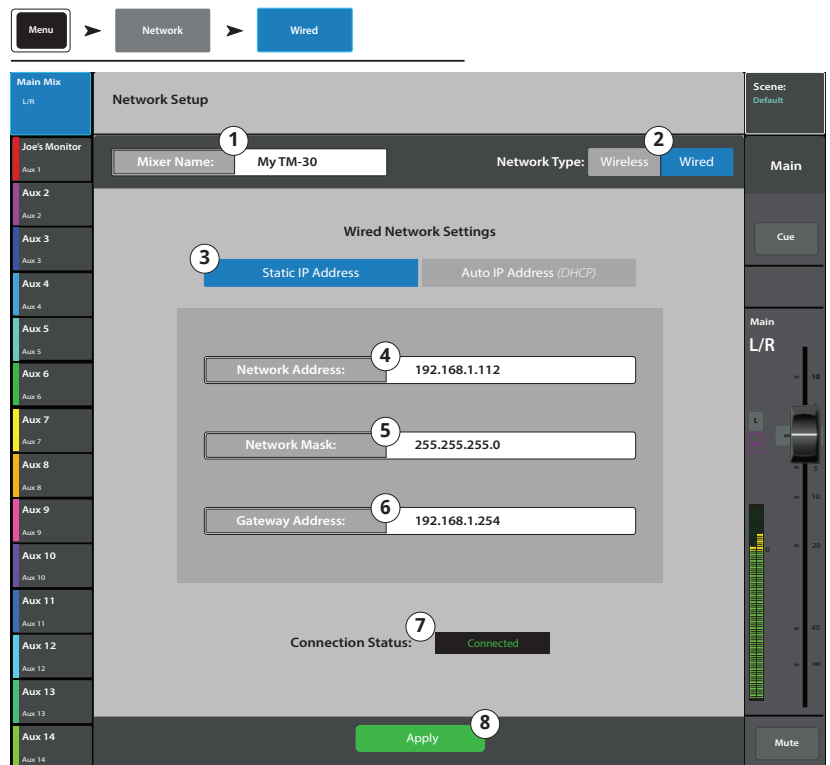 Menu Network Wired
Main Mix
L/R
Network Setup
Scene:
Default
1
2
Mixer Name: My TM-30
Network Type: Wireless Wired
Main
Joe's Monitor
Aux 1
Aux 2
Aux 2
Aux 3
Aux 3
Aux 4
Aux 4
Aux 5
Aux 5
Aux 6
Aux 6
Aux 7
Aux 7
Aux 8
Aux 8
Aux 9
Aux 9
Aux 10
Aux 10
Aux 11
Aux 11
Aux 12
Aux 12
Aux 13
Aux 13
Aux 14
Aux 14
Wired Network Settings
3
Static IP Address Auto IP Address (DHCP)
4
Network Address: 192.168.1.112
5
Network Mask: 255.255.255.0
6
Gateway Address: 192.168.1.254
7
Connection Status: Connected
8
Apply
Cue
Main
L/R
10
L
5
10
20
0
40
∞
Mute